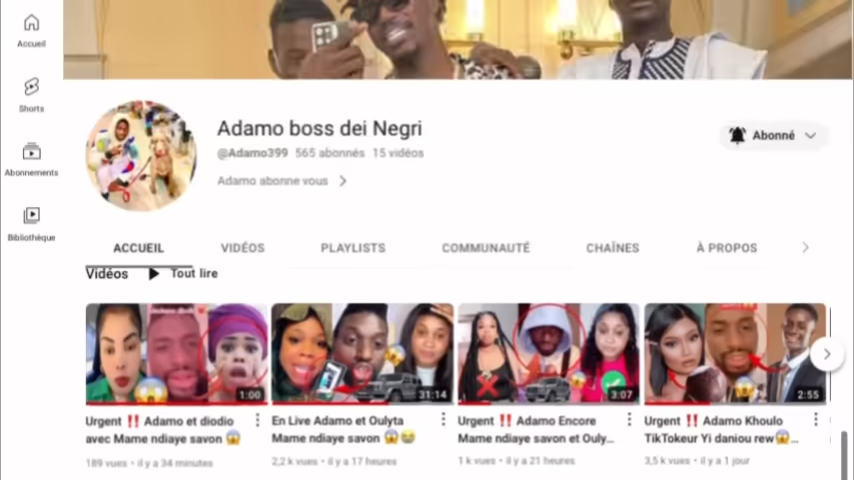 Accueil
Shorts
Abonnements
Bibliothèque
Adamo boss dei Negri
@Adamo399 565 abonnés 15 vidéos
Adamo abonne vous
Abonné
ACCUEIL
VIDÉOS
PLAYLISTS
COMMUNAUTÉ
CHAÎNES
À PROPOS
Vidéos
Tout lire
1:00
31:14
3:07
2:55
Urgent ‼️ Adamo et diodio
avec Mame ndiaye savon 😱
189 vues • il y a 34 minutes
En Live Adamo et Oulyta
Mame ndiaye savon 😱😭
2,2 k vues • il y a 17 heures
Urgent ‼️ Adamo Encore
Mame ndiaye savon et Ouly...
1 k vues • il y a 21 heures
Urgent ‼️ Adamo Khoulo
TikTokeur Yi daniou rew😱...
3,5 k vues • il y a 1 jour